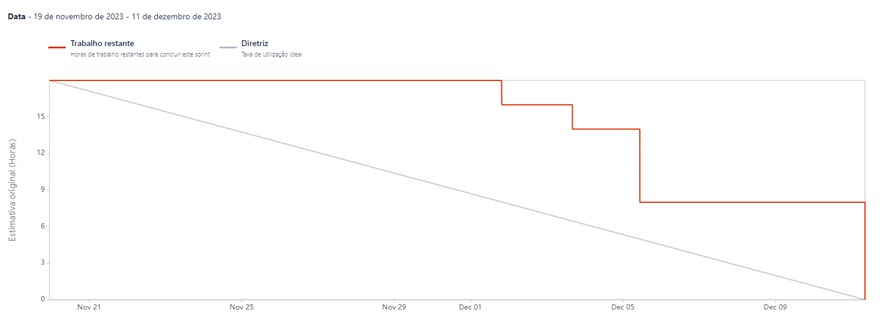 Data - 19 de novembro de 2023 - 11 de dezembro de 2023
Trabalho restante
Horas de trabalho restantes para concluir este sprint
Diretriz
Taxa de utilização ideal
Estimativa original (Horas)
15
12
9
6
3
0
Nov 21
Nov 25
Nov 29
Dec 01
Dec 05
Dec 09